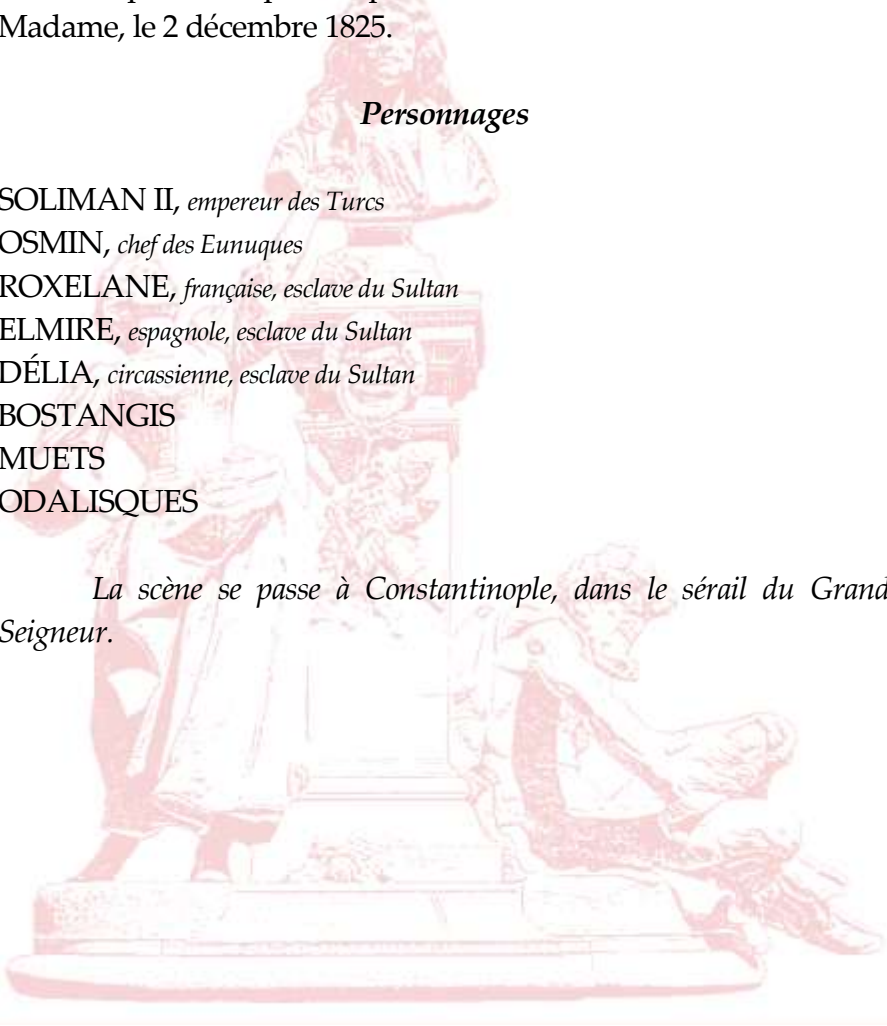 Madame, le 2 décembre 1825.
Personnages
SOLIMAN II, empereur des Turcs
OSMIN, chef des Eunuques
ROXELANE, française, esclave du Sultan
ELMIRE, espagnole, esclave du Sultan
DÉLIA, circassienne, esclave du Sultan
BOSTANGIS
MUETS
ODALISQUES
La scène se passe à Constantinople, dans le sérail du Grand
Seigneur.